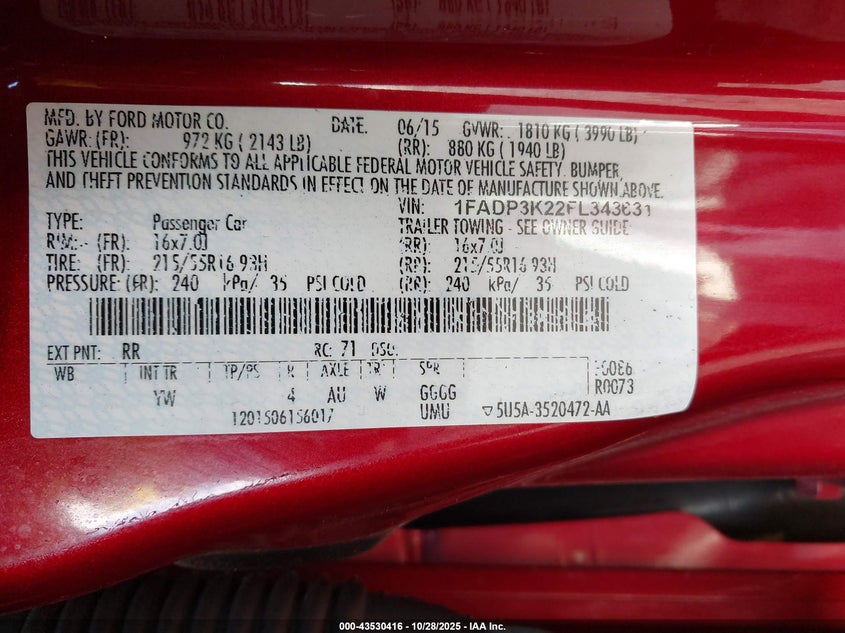 MFD. BY FORD MOTOR CO. DATE: 06/15 GVWR: 1810 KG ( 3990 LB)
GAWR: (FR): 972 KG ( 2143 LB) (RR): 880 KG ( 1940 LB)
THIS VEHICLE CONFORMS TO ALL APPLICABLE FEDERAL MOTOR VEHICLE SAFETY, BUMPER,
AND THEFT PREVENTION STANDARDS IN EFFECT ON THE DATE OF MANUFACTURE SHOWN ABOVE.
VIN: 1FADP3K22FL343631
TYPE: Passenger Car TRAILER TOWING - SEE OWNER GUIDE
RIM: (FR): 16x7.0J (RR): 16x7.0J
TIRE: (FR): 215/55R16 93H (RR): 215/55R16 93H
PRESSURE: (FR): 240 kPa/ 35 PSI COLD (RR): 240 kPa/ 35 PSI COLD
EXT PNT: RR RC: 71 DSO:
WB INT TR TP/PS R AXLE TR SPR
YW 4 AU W GGGG R0073
1201506156017 UMU ▽5U5A-3520472-AA
000-43530416 - 10/28/2025 - IAA Inc.